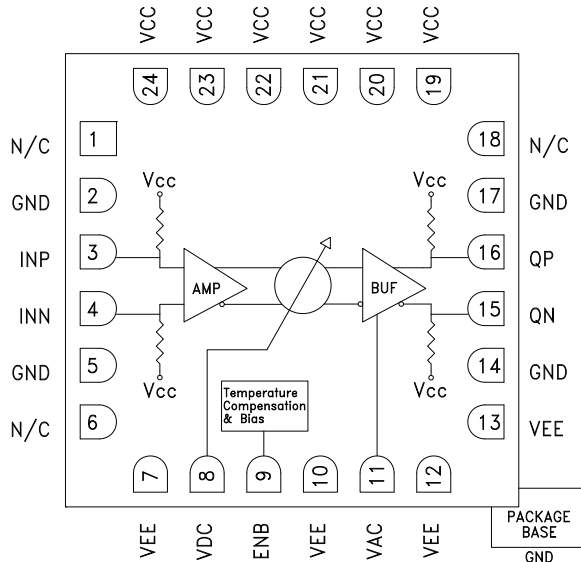 VCC VCC VCC VCC VCC VCC
24 23 22 21 20 19
N/C 1 18 N/C
GND 2 Vcc Vcc 17 GND
INP 3 16 QP
AMP BUF
INN 4 15 QN
GND 5 Vcc Vcc 14 GND
Temperature
Compensation
& Bias
N/C 6 13 VEE
7 8 9 10 11 12
VEE VDC ENB VEE VAC VEE
PACKAGE
BASE
GND